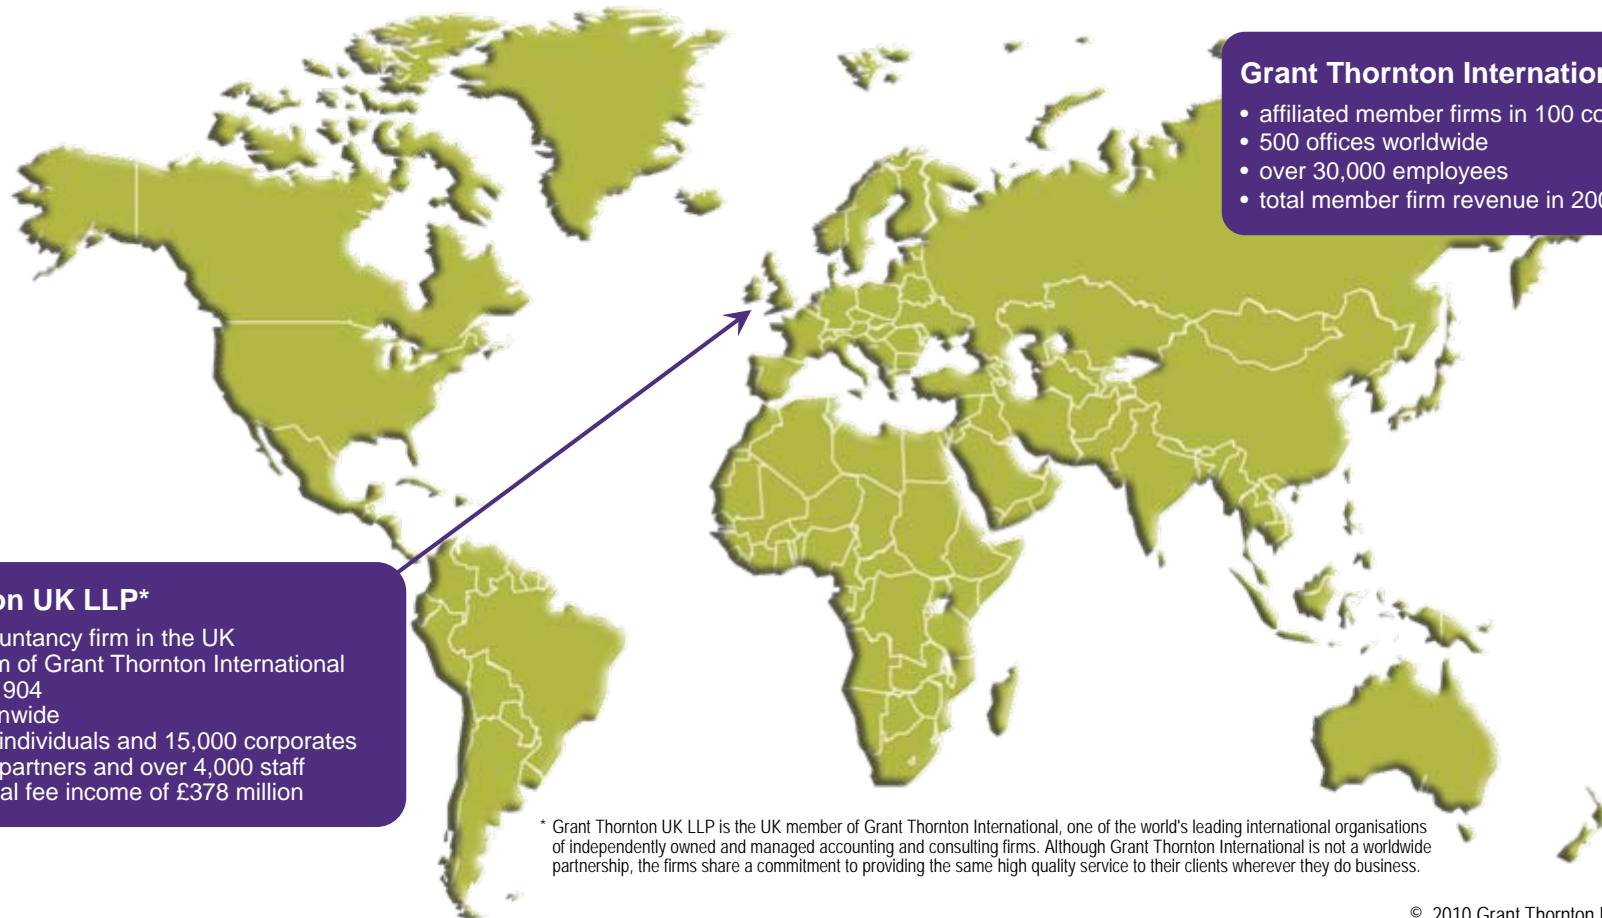 Grant Thornton Internation
• affiliated member firms in 100 co
• 500 offices worldwide
• over 30,000 employees
• total member firm revenue in 200
on UK LLP*
untancy firm in the UK
m of Grant Thornton International
1904
nwide
individuals and 15,000 corporates
partners and over 4,000 staff
al fee income of £378 million
* Grant Thornton UK LLP is the UK member of Grant Thornton International, one of the world's leading international organisations
of independently owned and managed accounting and consulting firms. Although Grant Thornton International is not a worldwide
partnership, the firms share a commitment to providing the same high quality service to their clients wherever they do business.
© 2010 Grant Thornton